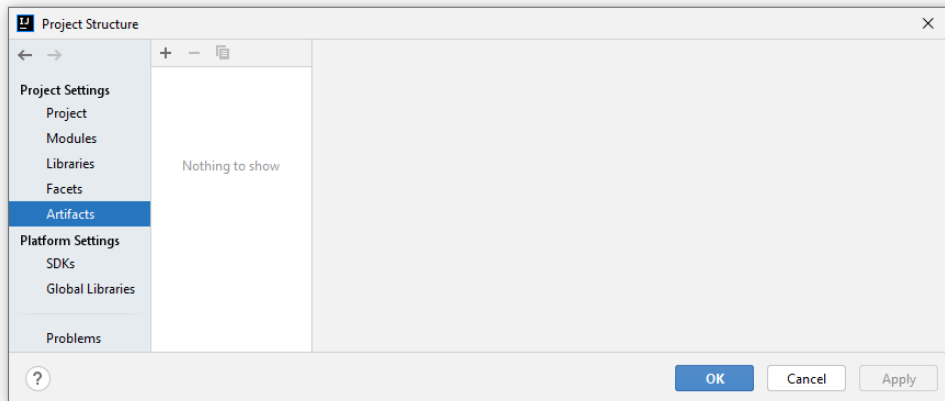 IJ
Project Structure
Project Settings
Project
Modules
Libraries
Facets
Artifacts
Platform Settings
SDKs
Global Libraries
Problems
Nothing to show
?
OK
Cancel
Apply